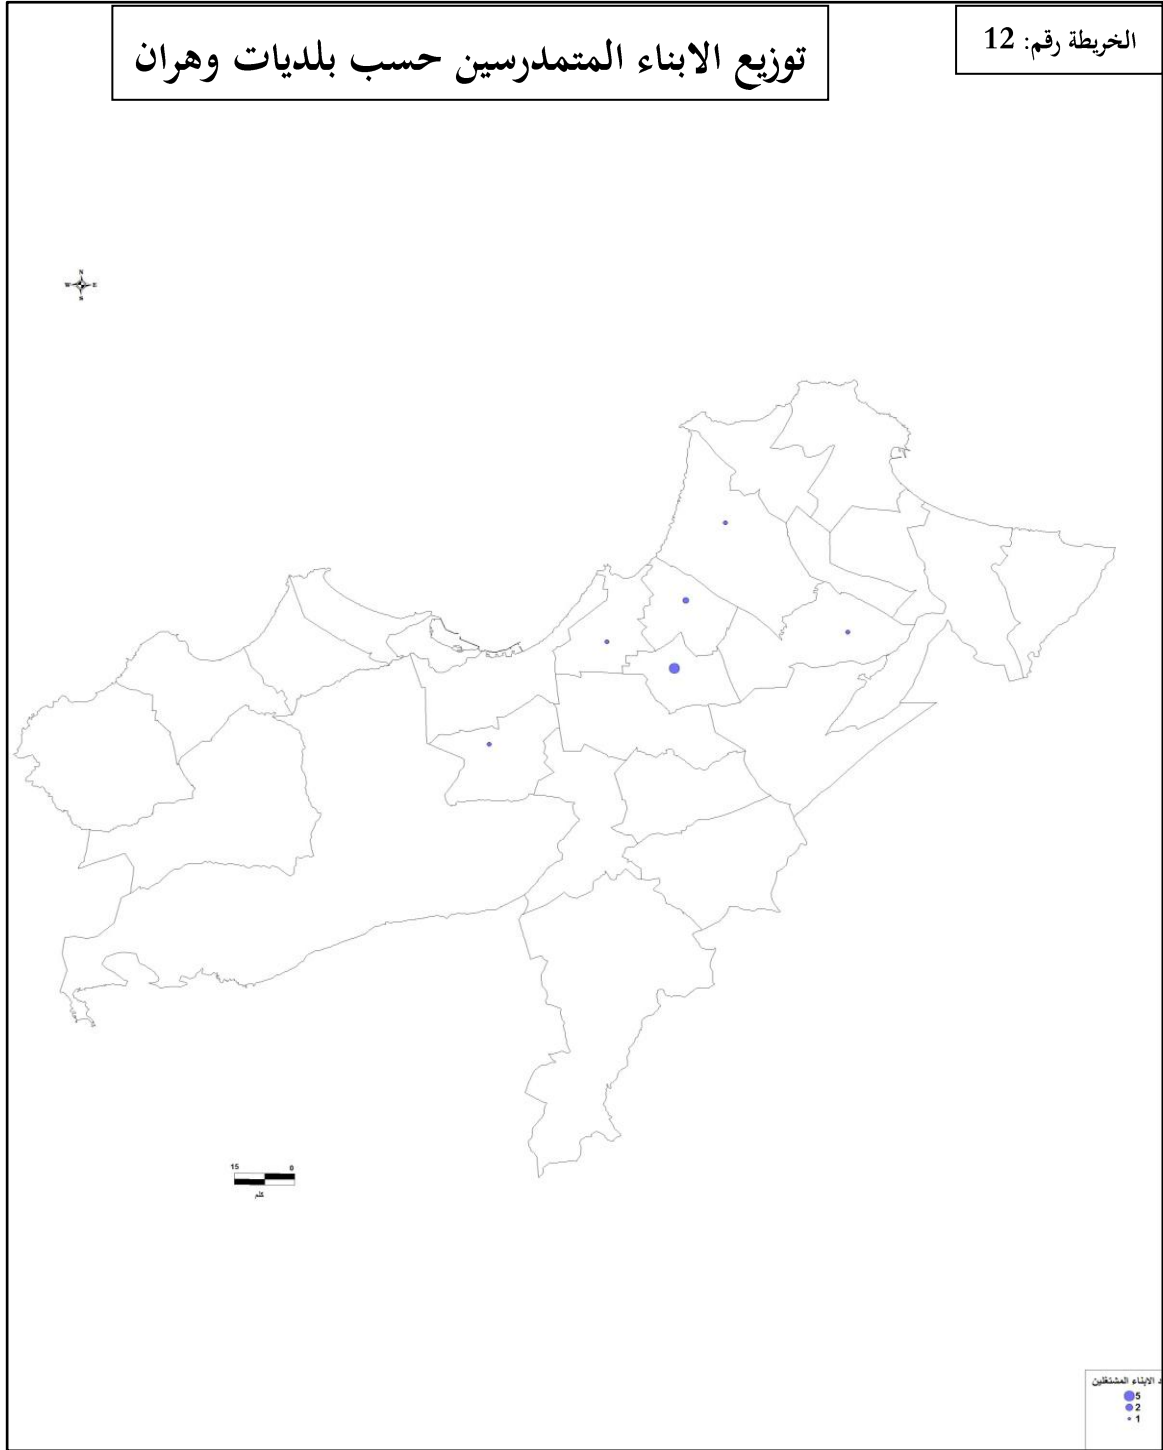 الخريطة رقم: 12
توزيع الابناء المتمدرسين حسب بلديات وهران
N
W E
S
15 0
كلم
د الابناء المشتغلين
5
2
1